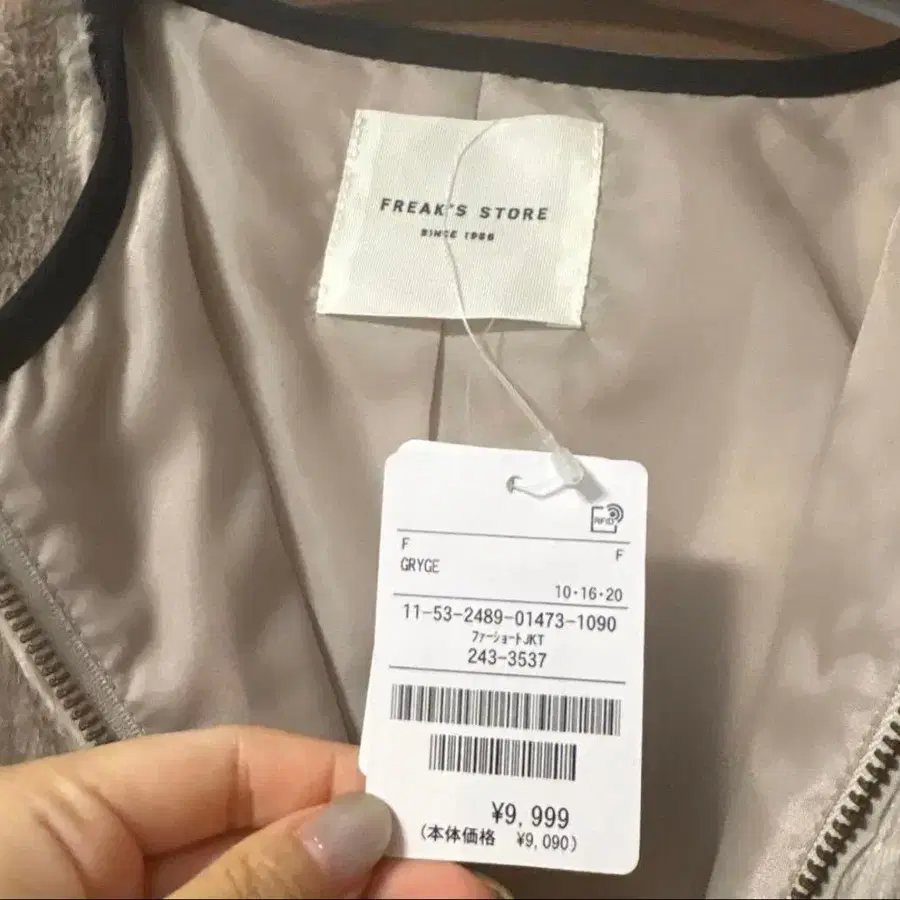 FREAK'S STORE
SINCE 1986
RFID
F F
GRYGE
10・16・20
11-53-2489-01473-1090
ファーショートJKT
243-3537
¥9,999
(本体価格 ¥9,090)